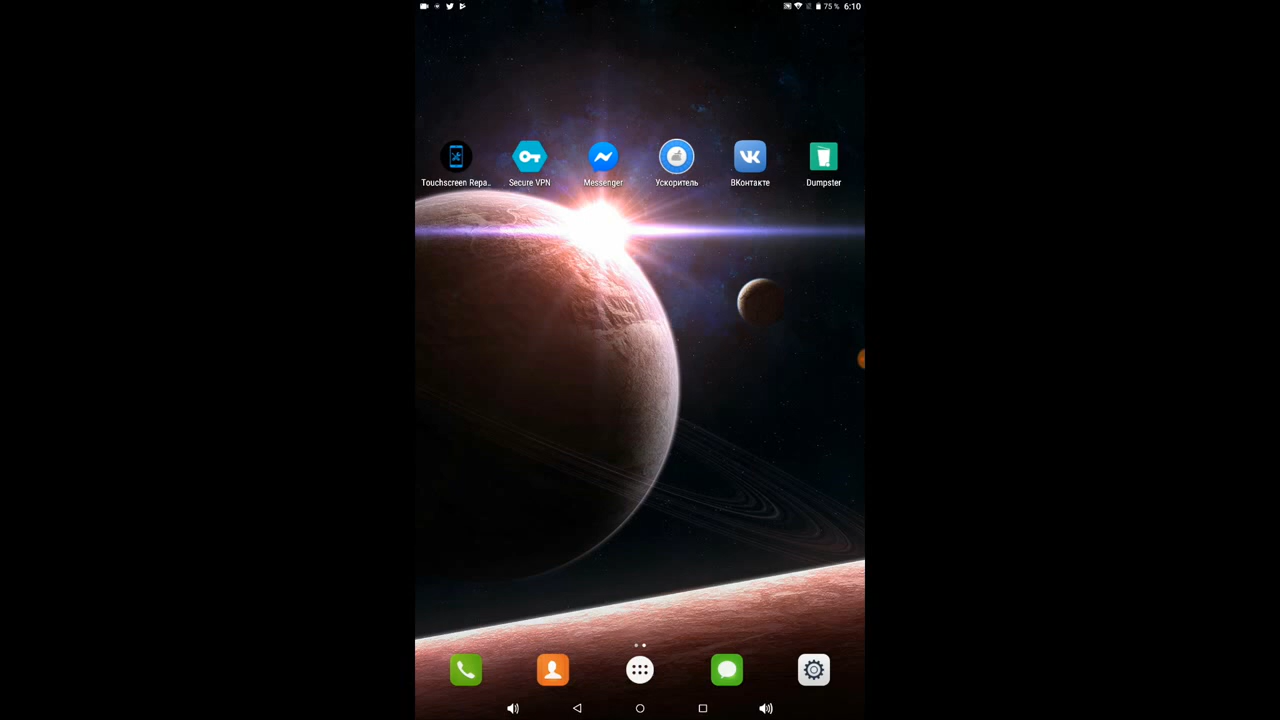 75 % 6:10
Touchscreen Repa..
Secure VPN
Messenger
Ускоритель
ВКонтакте
Dumpster